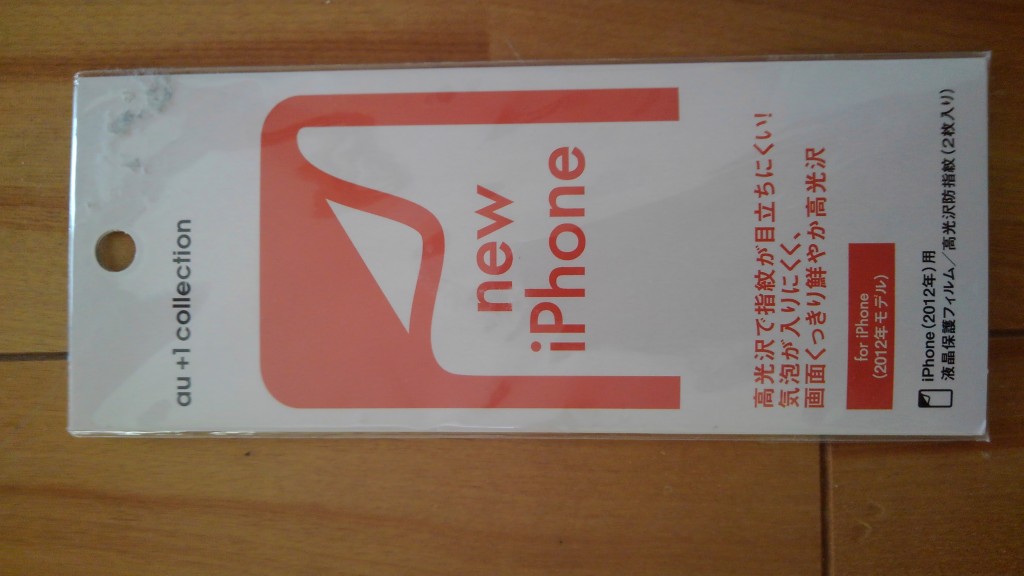 au +1 collection
new
iPhone
高光沢で指紋が目立ちにくい!
気泡が入りにくく、
画面くっきり鮮やか高光沢
for iPhone
(2012年モデル)
iPhone(2012年)用
液晶保護フィルム/高光沢防指紋(2枚入り)